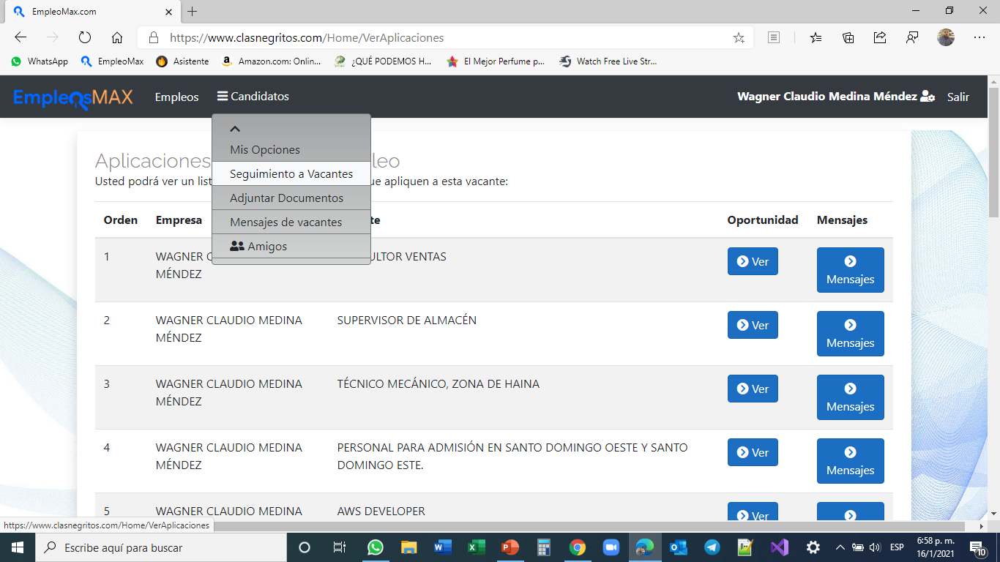 EmpleoMax.com
https://www.clasnegritos.com/Home/VerAplicaciones
WhatsApp
EmpleoMax
Asistente
Amazon.com: Onlin...
¿QUÉ PODEMOS H...
El Mejor Perfume p...
Watch Free Live Str...
EmpleosMAX
Empleos
Candidatos
Wagner Claudio Medina Méndez
Salir
Mis Opciones
Seguimiento a Vacantes
Adjuntar Documentos
Mensajes de vacantes
Amigos
Aplicaciones
leo
Usted podrá ver un list
ue apliquen a esta vacante:
Orden
Empresa
te
Oportunidad
Mensajes
1
WAGNER C
MÉNDEZ
ULTOR VENTAS
Ver
Mensajes
2
WAGNER CLAUDIO MEDINA
MÉNDEZ
SUPERVISOR DE ALMACÉN
Ver
Mensajes
3
WAGNER CLAUDIO MEDINA
MÉNDEZ
TÉCNICO MECÁNICO, ZONA DE HAINA
Ver
Mensajes
4
WAGNER CLAUDIO MEDINA
MÉNDEZ
PERSONAL PARA ADMISIÓN EN SANTO DOMINGO OESTE Y SANTO
DOMINGO ESTE.
Ver
Mensajes
5
WAGNER CLAUDIO MEDINA
AWS DEVELOPER
Ver
https://www.clasnegritos.com/Home/VerAplicaciones
Escribe aquí para buscar
ESP
6:58 p. m.
16/1/2021
10